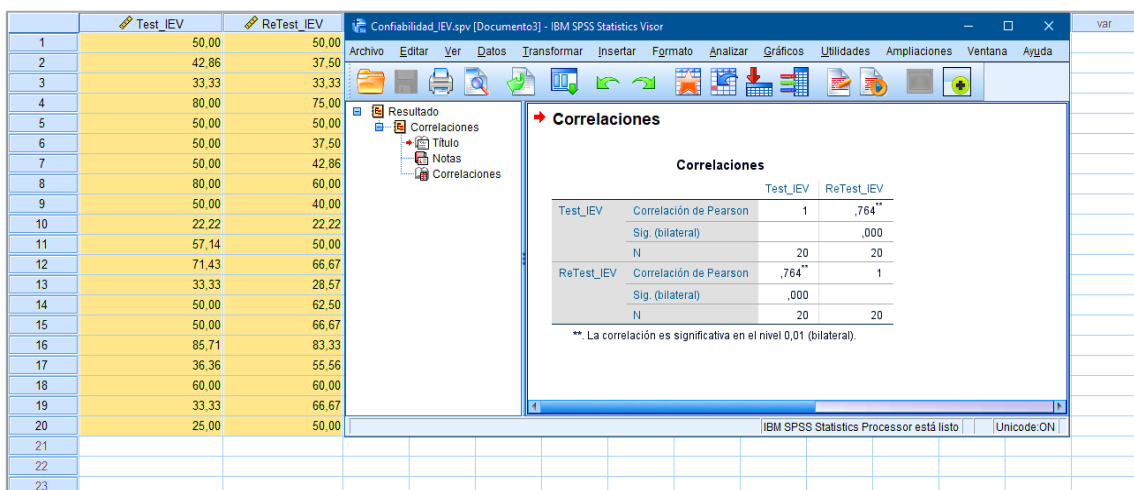 Test_IEV ReTest_IEV var
1 50,00 50,00
2 42,86 37,50
3 33,33 33,33
4 80,00 75,00
5 50,00 50,00
6 50,00 37,50
7 50,00 42,86
8 80,00 60,00
9 50,00 40,00
10 22,22 22,22
11 57,14 50,00
12 71,43 66,67
13 33,33 28,57
14 50,00 62,50
15 50,00 66,67
16 85,71 83,33
17 36,36 55,56
18 60,00 60,00
19 33,33 66,67
20 25,00 50,00
21
22
23
Confiabilidad_IEV.spv [Documento3] - IBM SPSS Statistics Visor
Archivo Editar Ver Datos Transformar Insertar Formato Analizar Gráficos Utilidades Ampliaciones Ventana Ayuda
Resultado
Correlaciones
Título
Notas
Correlaciones
Correlaciones
Correlaciones
Test_IEV ReTest_IEV
Test_IEV Correlación de Pearson 1 ,764**
Sig. (bilateral) ,000
N 20 20
ReTest_IEV Correlación de Pearson ,764** 1
Sig. (bilateral) ,000
N 20 20
**. La correlación es significativa en el nivel 0,01 (bilateral).
IBM SPSS Statistics Processor está listo Unicode:ON